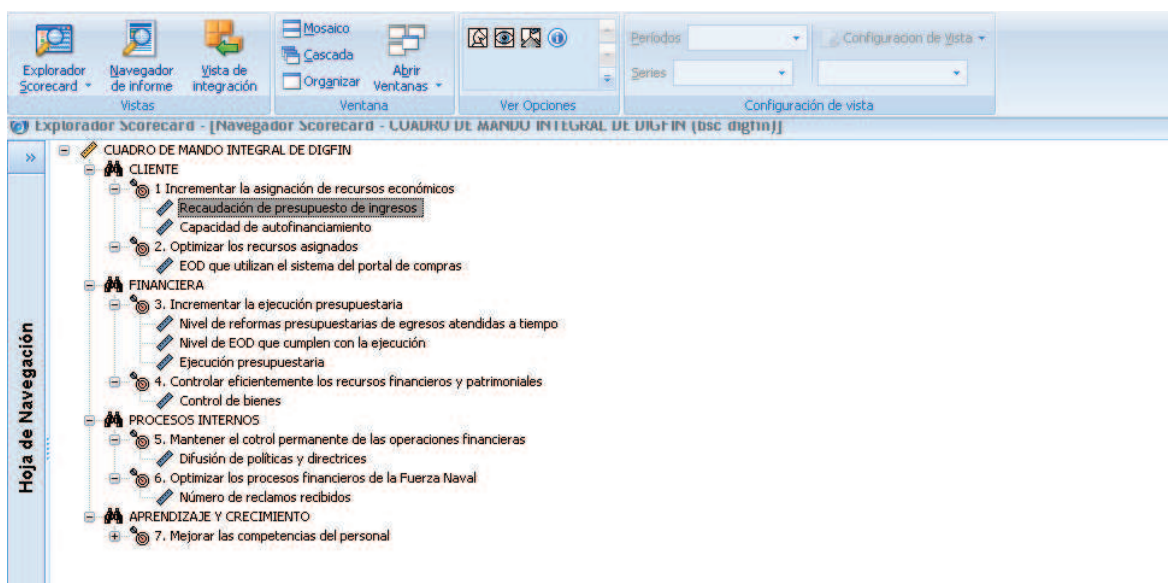 Explorador Scorecard
Navegador de informe
Vista de integración
Vistas
Mosaico
Cascada
Organizar
Abrir Ventanas
Ventana
Ver Opciones
Períodos
Series
Configuracion de Vista
Configuración de vista
Explorador Scorecard - [Navegador Scorecard - CUADRO DE MANDO INTEGRAL DE DIGFIN (bsc digfin)]
Hoja de Navegación
CUADRO DE MANDO INTEGRAL DE DIGFIN
CLIENTE
1 Incrementar la asignación de recursos económicos
Recaudación de presupuesto de ingresos
Capacidad de autofinanciamiento
2. Optimizar los recursos asignados
EOD que utilizan el sistema del portal de compras
FINANCIERA
3. Incrementar la ejecución presupuestaria
Nivel de reformas presupuestarias de egresos atendidas a tiempo
Nivel de EOD que cumplen con la ejecución
Ejecución presupuestaria
4. Controlar eficientemente los recursos financieros y patrimoniales
Control de bienes
PROCESOS INTERNOS
5. Mantener el cotrol permanente de las operaciones financieras
Difusión de políticas y directrices
6. Optimizar los procesos financieros de la Fuerza Naval
Número de reclamos recibidos
APRENDIZAJE Y CRECIMIENTO
7. Mejorar las competencias del personal